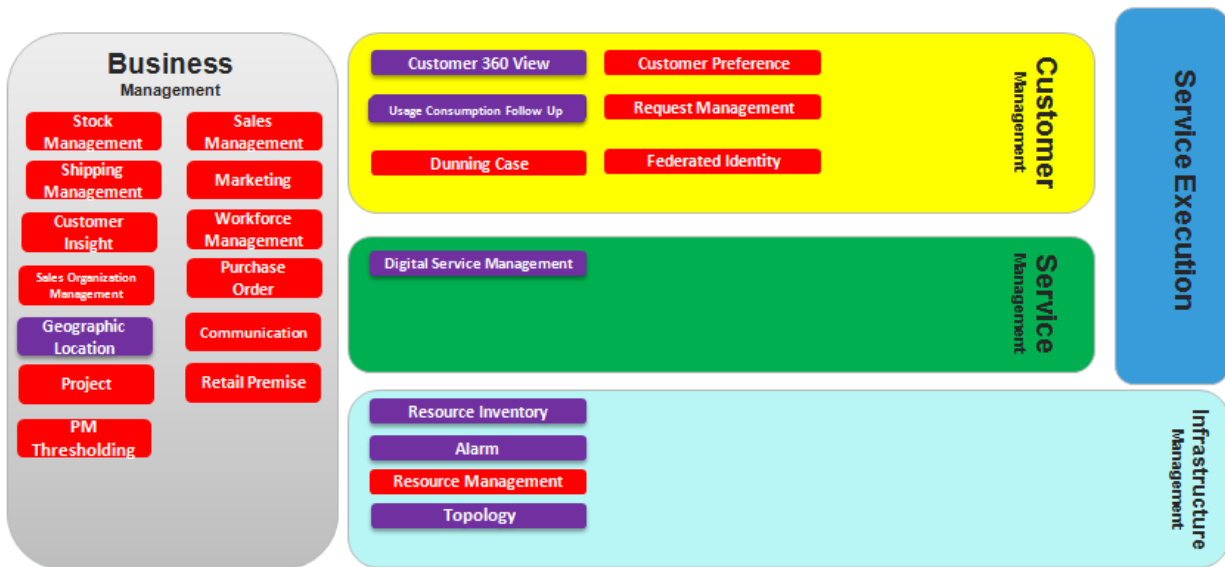 Business
Management
Stock
Management
Sales
Management
Shipping
Management
Marketing
Customer
Insight
Workforce
Management
Sales Organization
Management
Purchase
Order
Geographic
Location
Communication
Project
Retail Premise
PM
Thresholding
Customer 360 View
Customer Preference
Usage Consumption Follow Up
Request Management
Dunning Case
Federated Identity
Customer
Management
Digital Service Management
Service
Management
Resource Inventory
Alarm
Resource Management
Topology
Infrastructure
Management
Service Execution